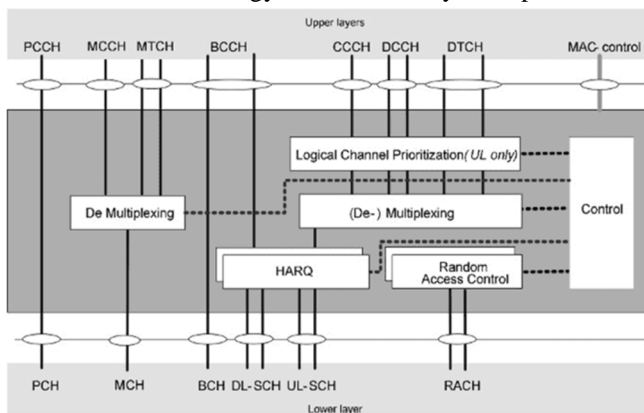 Upper layers
PCCH MCCH MTCH BCCH CCCH DCCH DTCH MAC- control
Logical Channel Prioritization(UL only)
De Multiplexing
(De-) Multiplexing
Control
HARQ
Random
Access Control
PCH MCH BCH DL-SCH UL-SCH RACH
Lower layer